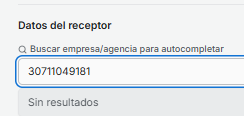 Datos del receptor
Buscar empresa/agencia para autocompletar
30711049181
Sin resultados